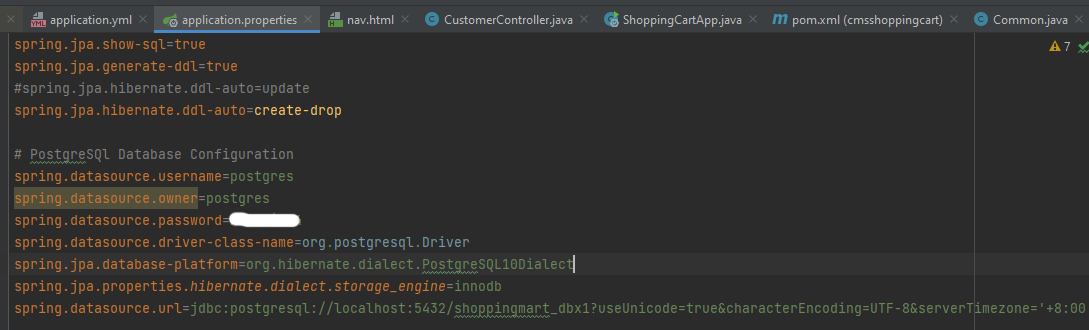 application.yml application.properties nav.html CustomerController.java ShoppingCartApp.java pom.xml (cmsshoppingcart) Common.java
spring.jpa.show-sql=true
7
spring.jpa.generate-ddl=true
#spring.jpa.hibernate.ddl-auto=update
spring.jpa.hibernate.ddl-auto=create-drop
# PostgreSQl Database Configuration
spring.datasource.username=postgres
spring.datasource.owner=postgres
spring.datasource.password=
spring.datasource.driver-class-name=org.postgresql.Driver
spring.jpa.database-platform=org.hibernate.dialect.PostgreSQL10Dialect
spring.jpa.properties.hibernate.dialect.storage_engine=innodb
spring.datasource.url=jdbc:postgresql://localhost:5432/shoppingmart_dbx1?useUnicode=true&characterEncoding=UTF-8&serverTimezone='+8:00